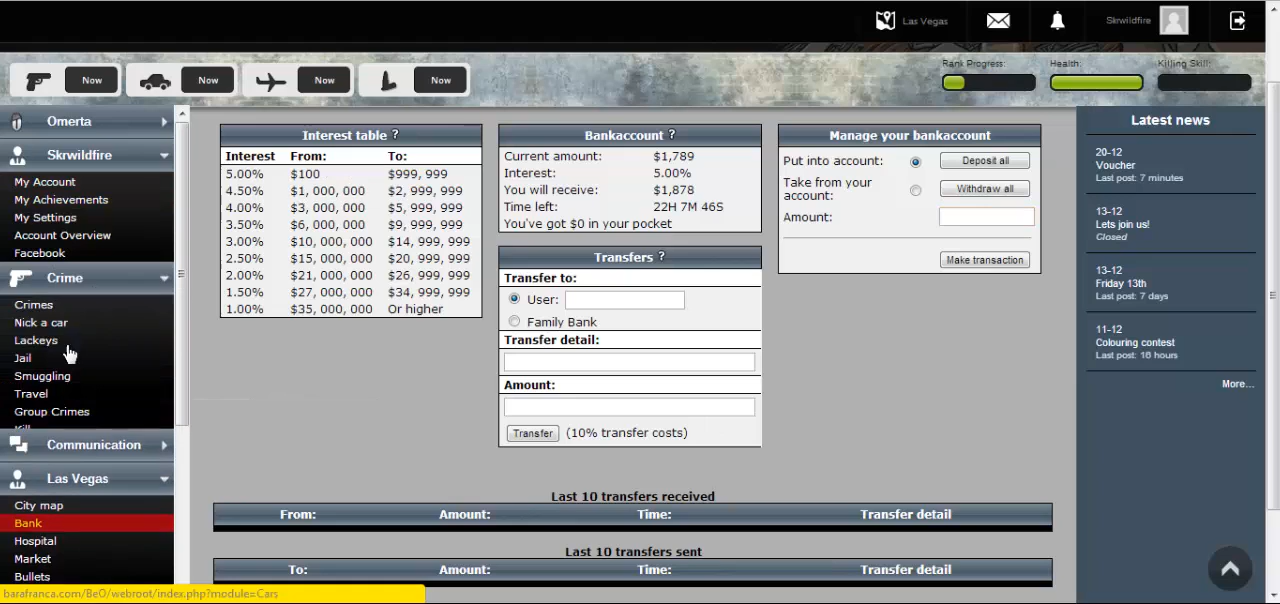 Las Vegas
Skrwildfire
Now
Now
Now
Now
Rank Progress:
Health:
Killing Skill:
Omerta
Skrwildfire
My Account
My Achievements
My Settings
Account Overview
Facebook
Crime
Crimes
Nick a car
Lackeys
Jail
Smuggling
Travel
Group Crimes
Kill
Communication
Las Vegas
City map
Bank
Hospital
Market
Bullets
barafranca.com/BeO/webroot/index.php?module=Cars
Interest table ?
Interest From: To:
5.00% $100 $999, 999
4.50% $1, 000, 000 $2, 999, 999
4.00% $3, 000, 000 $5, 999, 999
3.50% $6, 000, 000 $9, 999, 999
3.00% $10, 000, 000 $14, 999, 999
2.50% $15, 000, 000 $20, 999, 999
2.00% $21, 000, 000 $26, 999, 999
1.50% $27, 000, 000 $34, 999, 999
1.00% $35, 000, 000 Or higher
Bankaccount ?
Current amount: $1,789
Interest: 5.00%
You will receive: $1,878
Time left: 22H 7M 46S
You've got $0 in your pocket
Transfers ?
Transfer to:
User:
Family Bank
Transfer detail:
Amount:
Transfer (10% transfer costs)
Manage your bankaccount
Put into account: Deposit all
Take from your
account: Withdraw all
Amount:
Make transaction
Last 10 transfers received
From: Amount: Time: Transfer detail
Last 10 transfers sent
To: Amount: Time: Transfer detail
Latest news
20-12
Voucher
Last post: 7 minutes
13-12
Lets join us!
Closed
13-12
Friday 13th
Last post: 7 days
11-12
Colouring contest
Last post: 16 hours
More...